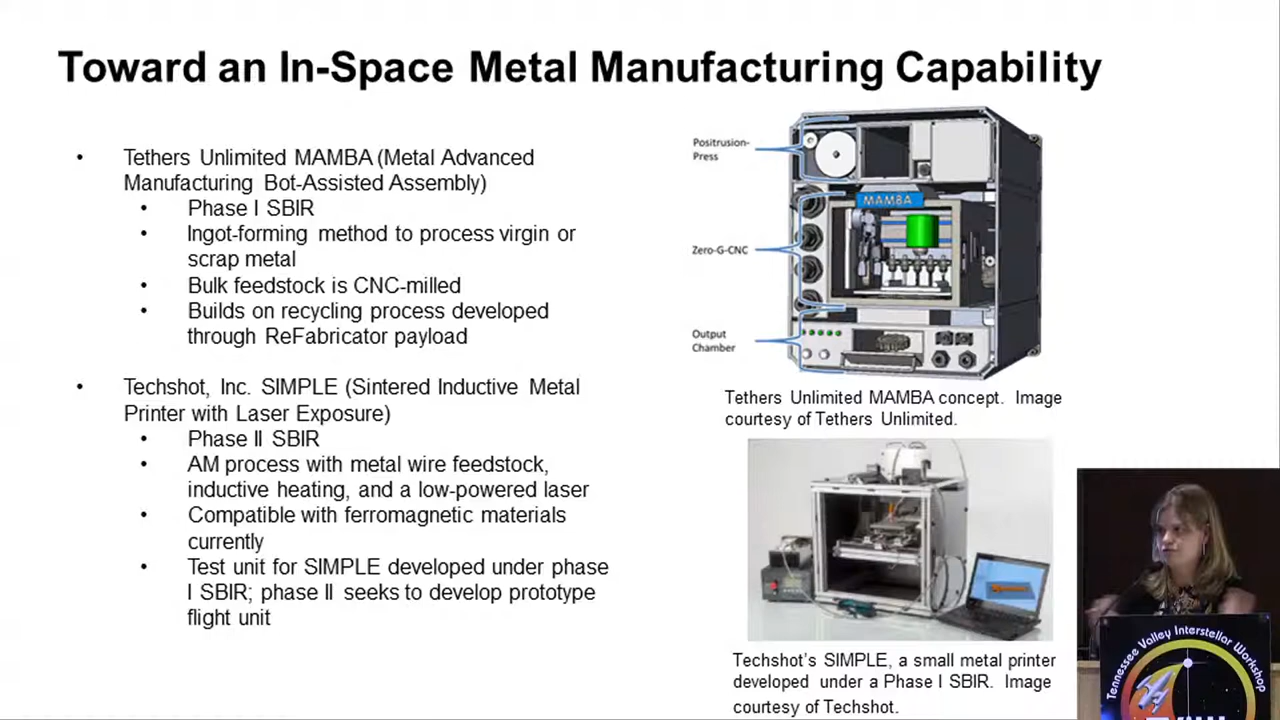 Toward an In-Space Metal Manufacturing Capability
• Tethers Unlimited MAMBA (Metal Advanced
Manufacturing Bot-Assisted Assembly)
• Phase I SBIR
• Ingot-forming method to process virgin or
scrap metal
• Bulk feedstock is CNC-milled
• Builds on recycling process developed
through ReFabricator payload
• Techshot, Inc. SIMPLE (Sintered Inductive Metal
Printer with Laser Exposure)
• Phase II SBIR
• AM process with metal wire feedstock,
inductive heating, and a low-powered laser
• Compatible with ferromagnetic materials
currently
• Test unit for SIMPLE developed under phase
I SBIR; phase II seeks to develop prototype
flight unit
Positrusion-
Press
MAMBA
Zero-G-CNC
Output
Chamber
Tethers Unlimited MAMBA concept. Image
courtesy of Tethers Unlimited.
Techshot's SIMPLE, a small metal printer
developed under a Phase I SBIR. Image
courtesy of Techshot.
Tennessee Valley Interstellar Workshop